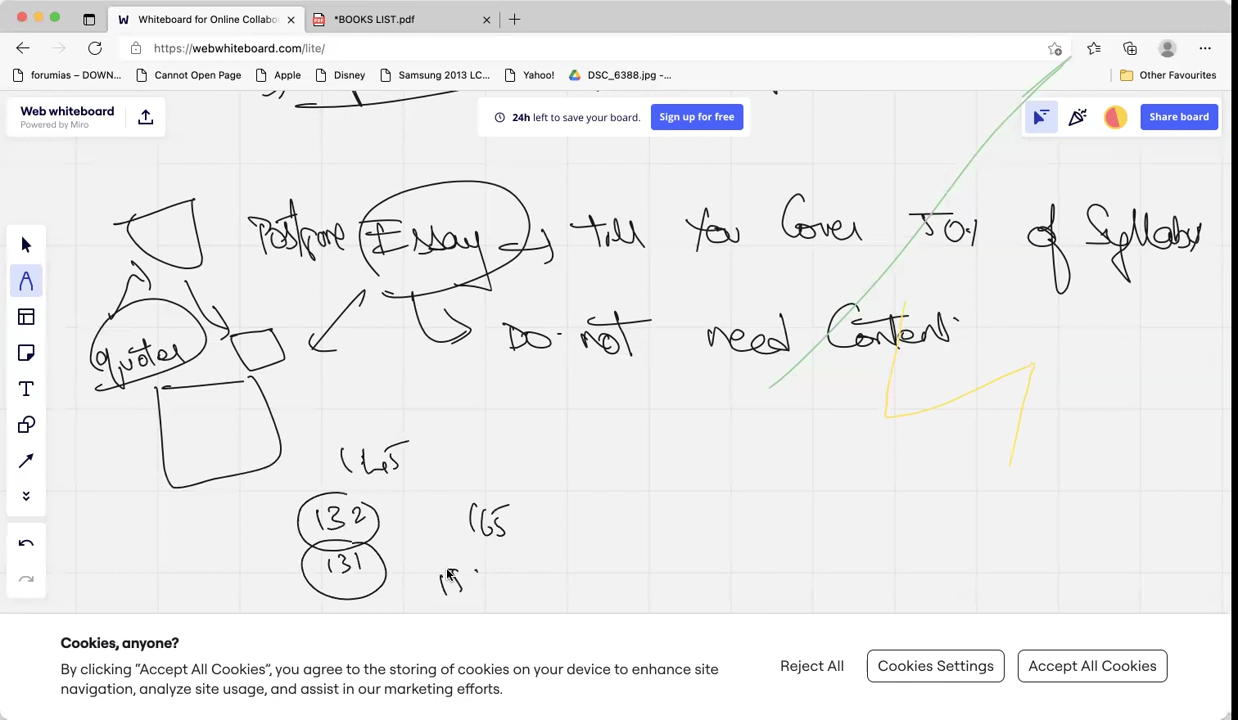 Whiteboard for Online Collabo
*BOOKS LIST.pdf
https://webwhiteboard.com/lite/
forumias – DOWN...
Cannot Open Page
Apple
Disney
Samsung 2013 LC...
Yahoo!
DSC_6388.jpg -...
Other Favourites
Web whiteboard
Powered by Miro
24h left to save your board.
Sign up for free
Share board
Postpone Essay → till You Cover 50% of Syllabus
quotes
Do not need Content
145
132
165
131
Cookies, anyone?
By clicking “Accept All Cookies”, you agree to the storing of cookies on your device to enhance site
navigation, analyze site usage, and assist in our marketing efforts.
Reject All
Cookies Settings
Accept All Cookies